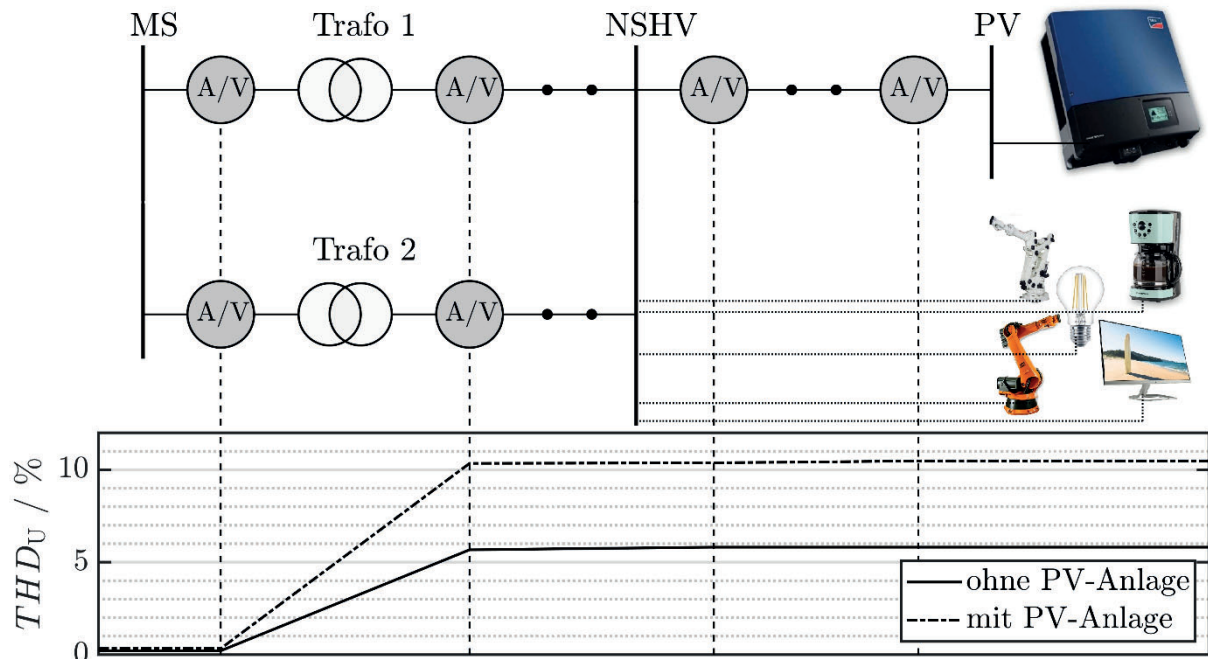 MS Trafo 1 NSHV PV
A/V A/V A/V A/V
Trafo 2
A/V A/V
THD_U / %
10
5
0
ohne PV-Anlage
mit PV-Anlage